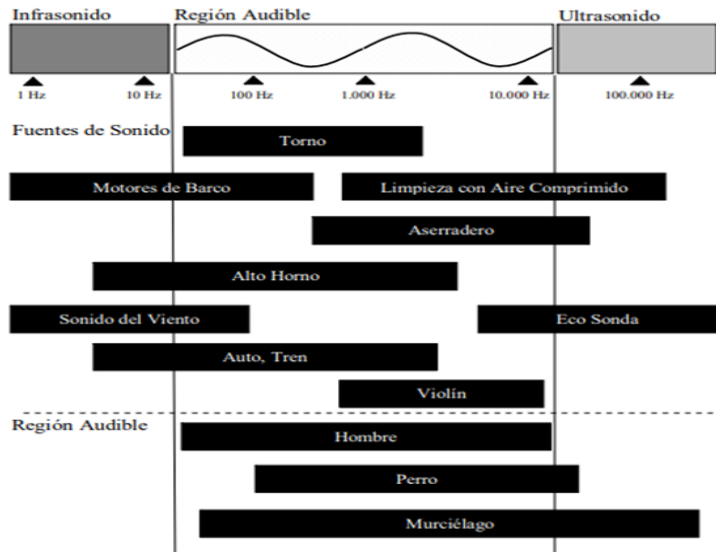 Infrasonido Región Audible Ultrasonido
1 Hz 10 Hz 100 Hz 1.000 Hz 10.000 Hz 100.000 Hz
Fuentes de Sonido
Torno
Motores de Barco Limpieza con Aire Comprimido
Aserradero
Alto Horno
Sonido del Viento Eco Sonda
Auto, Tren
Violín
Región Audible
Hombre
Perro
Murciélago